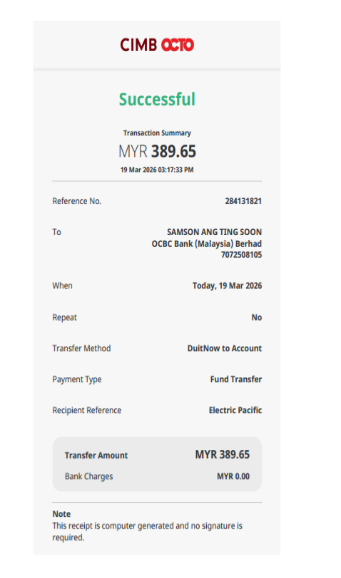 CIMB OCTO
Successful
Transaction Summary
MYR 389.65
19 Mar 2026 03:17:33 PM
Reference No. 284131821
To SAMSON ANG TING SOON
OCBC Bank (Malaysia) Berhad
7072508105
When Today, 19 Mar 2026
Repeat No
Transfer Method DuitNow to Account
Payment Type Fund Transfer
Recipient Reference Electric Pacific
Transfer Amount MYR 389.65
Bank Charges MYR 0.00
Note
This receipt is computer generated and no signature is
required.